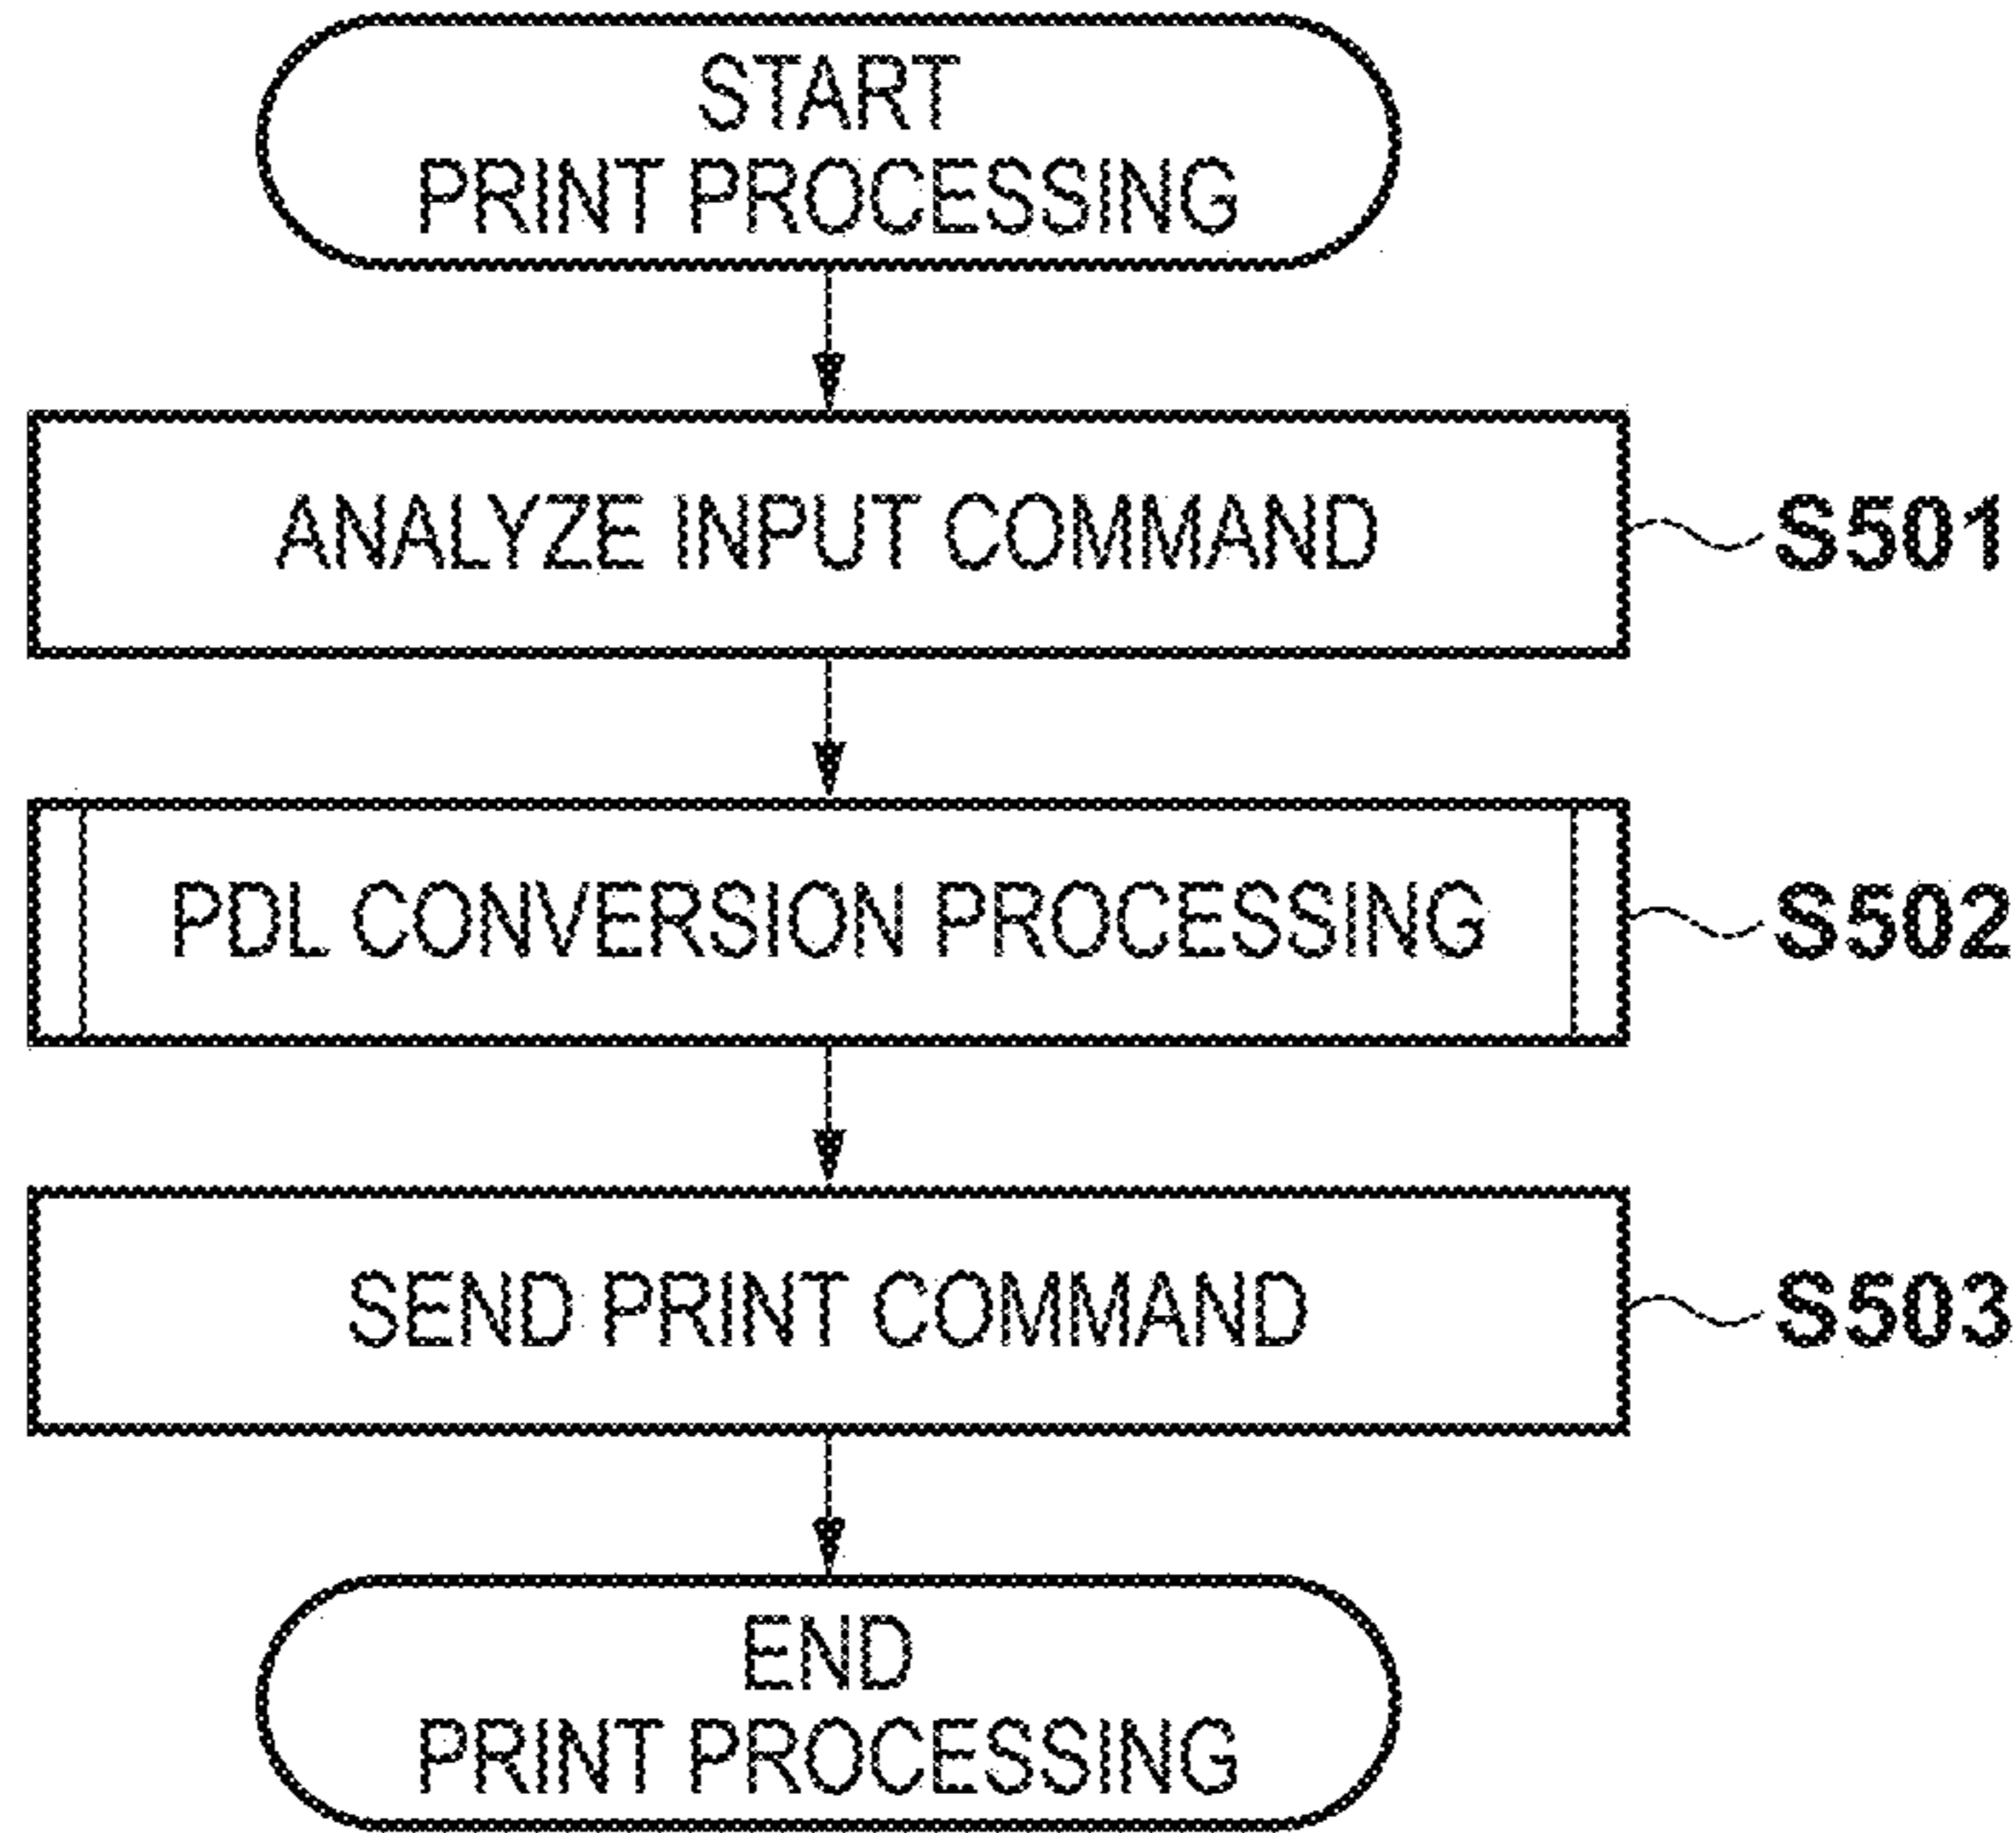 START
PRINT PROCESSING
ANALYZE INPUT COMMAND
S501
PDL CONVERSION PROCESSING
S502
SEND PRINT COMMAND
S503
END
PRINT PROCESSING